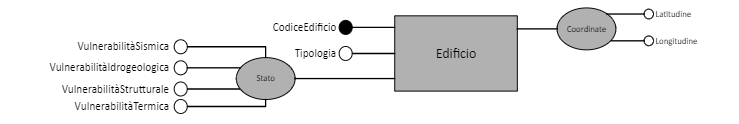 Latitudine
CodiceEdificio
Coordinate
Longitudine
VulnerabilitàSismica
Tipologia
Edificio
VulnerabilitàIdrogeologica
Stato
VulnerabilitàStrutturale
VulnerabilitàTermica